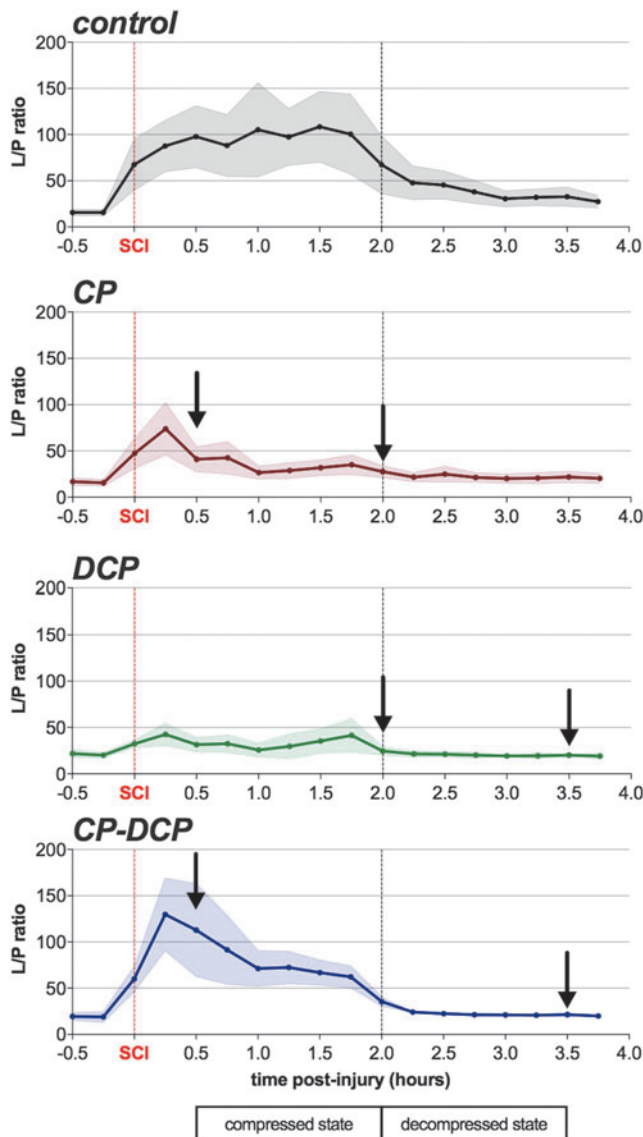 control
200
150
100
50
0
L/P ratio
-0.5 SCI 0.5 1.0 1.5 2.0 2.5 3.0 3.5 4.0
CP
200
150
100
50
0
L/P ratio
-0.5 SCI 0.5 1.0 1.5 2.0 2.5 3.0 3.5 4.0
DCP
200
150
100
50
0
L/P ratio
-0.5 SCI 0.5 1.0 1.5 2.0 2.5 3.0 3.5 4.0
CP-DCP
200
150
100
50
0
L/P ratio
-0.5 SCI 0.5 1.0 1.5 2.0 2.5 3.0 3.5 4.0
time post-injury (hours)
compressed state decompressed state